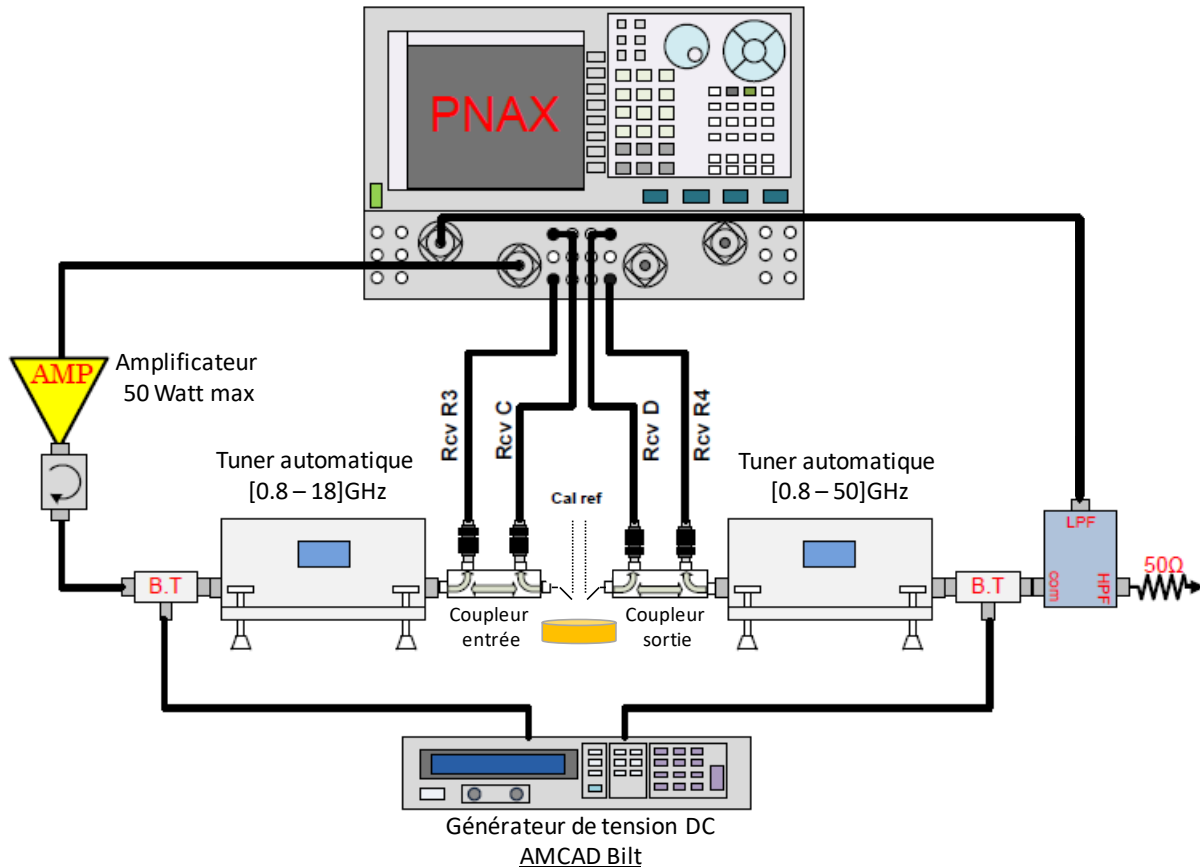 PNAX
AMP
Amplificateur
50 Watt max
Rcv R3
Rcv C
Rcv D
Rcv R4
Tuner automatique
[0.8 – 18]GHz
Cal ref
Tuner automatique
[0.8 – 50]GHz
LPF
com
HPF
50Ω
B.T
B.T
Coupleur
entrée
Coupleur
sortie
Générateur de tension DC
AMCAD Bilt